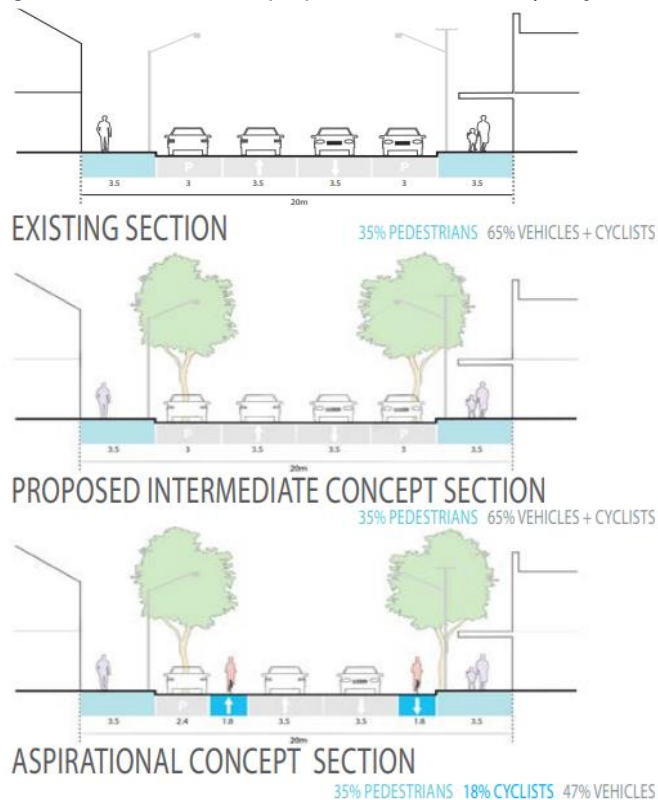 P
3.5 3 3.5 3.5 3 3.5
20m
EXISTING SECTION
35% PEDESTRIANS 65% VEHICLES + CYCLISTS
P
3.5 3 3.5 3.5 3 3.5
20m
PROPOSED INTERMEDIATE CONCEPT SECTION
35% PEDESTRIANS 65% VEHICLES + CYCLISTS
P
3.5 2.4 1.8 3.5 3.5 1.8 3.5
20m
ASPIRATIONAL CONCEPT SECTION
35% PEDESTRIANS 18% CYCLISTS 47% VEHICLES